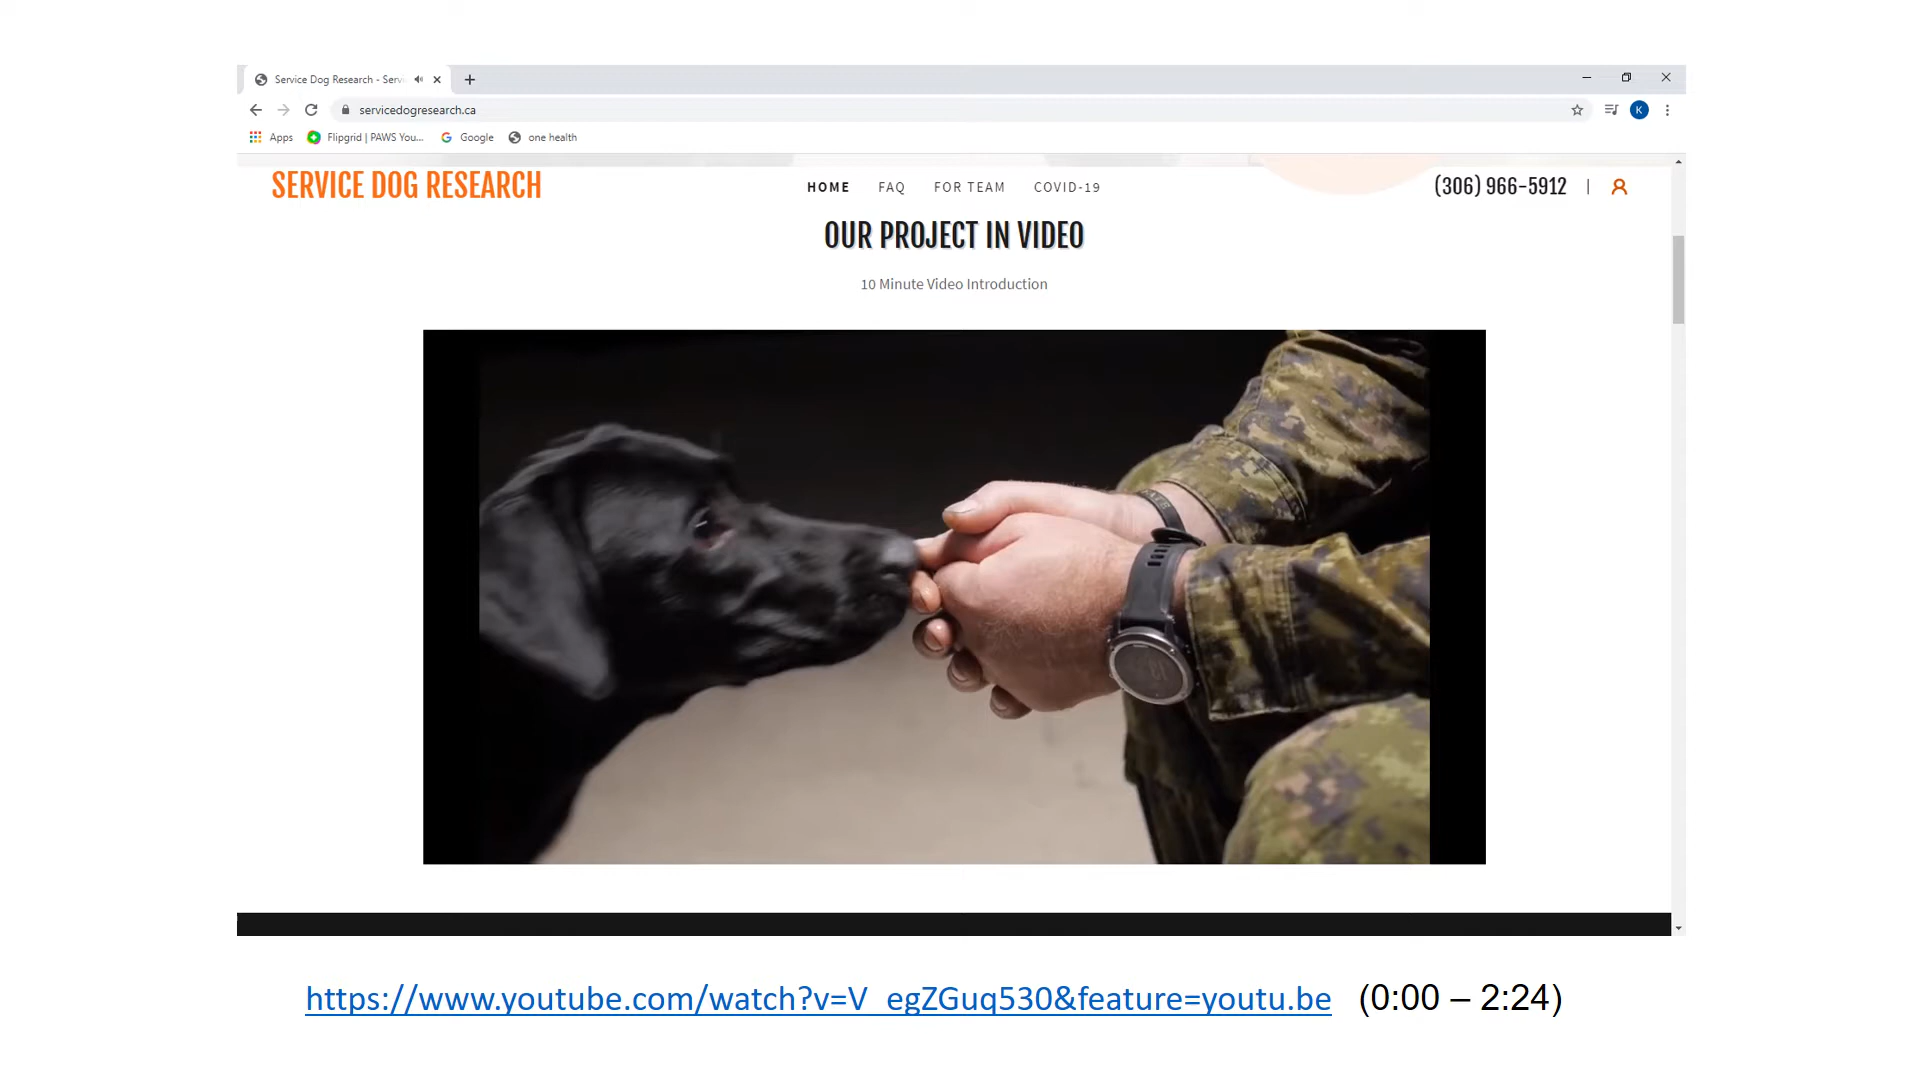 Service Dog Research - Serv
servicedogresearch.ca
K
Apps
Flipgrid | PAWS You...
Google
one health
SERVICE DOG RESEARCH
HOME
FAQ
FOR TEAM
COVID-19
(306) 966-5912
|
OUR PROJECT IN VIDEO
10 Minute Video Introduction
https://www.youtube.com/watch?v=V_egZGuq530&feature=youtu.be (0:00 – 2:24)